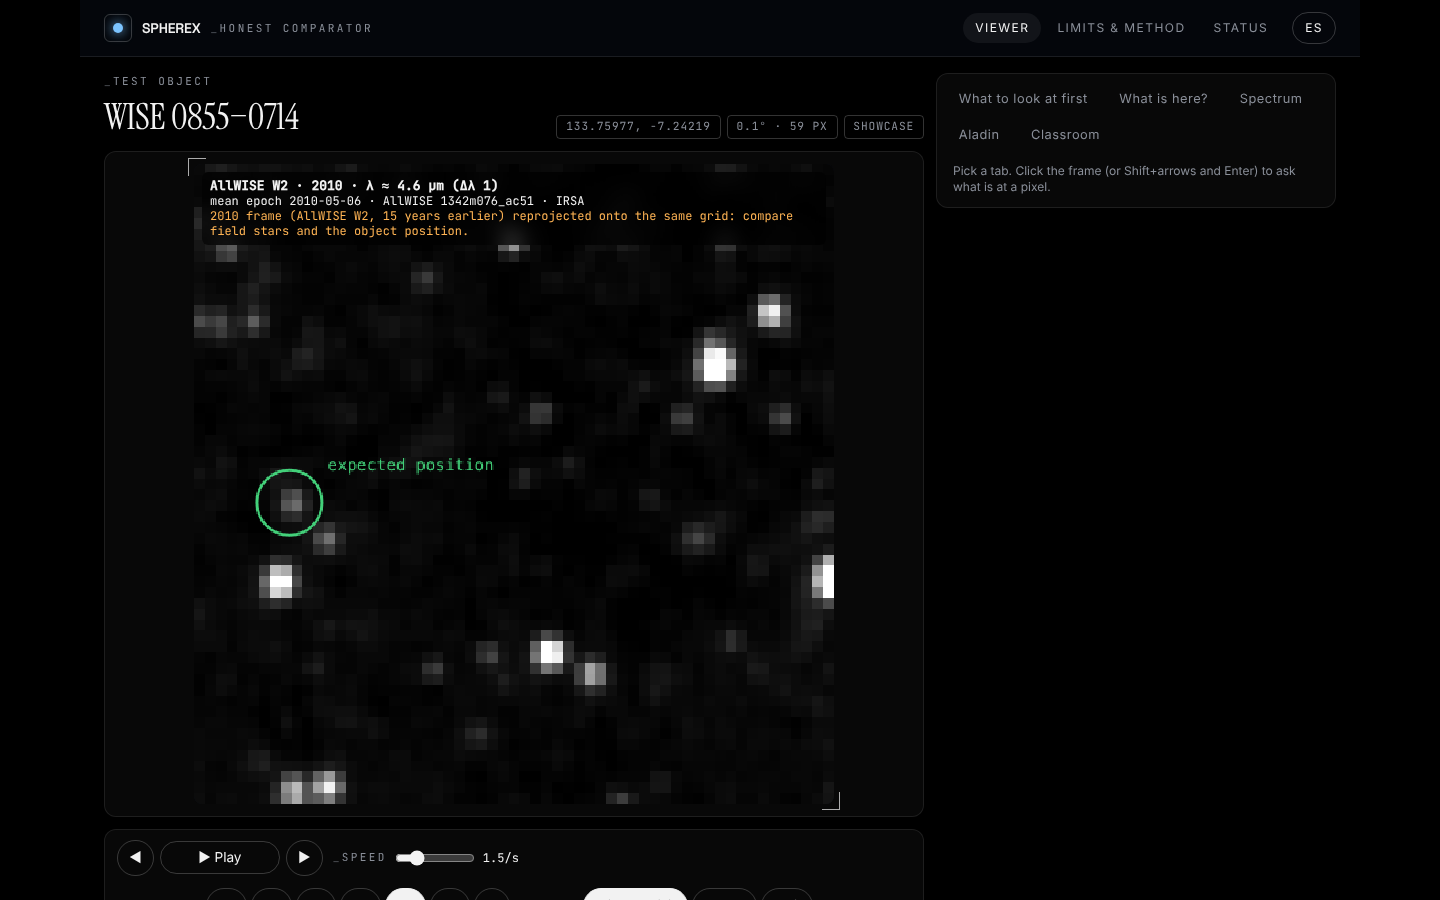 SPHEREX _HONEST COMPARATOR
VIEWER LIMITS & METHOD STATUS ES
_TEST OBJECT
WISE 0855–0714
133.75977, -7.24219 0.1° · 59 PX SHOWCASE
AllWISE W2 · 2010 · λ ≈ 4.6 µm (Δλ 1)
mean epoch 2010-05-06 · AllWISE 1342m076_ac51 · IRSA
2010 frame (AllWISE W2, 15 years earlier) reprojected onto the same grid: compare
field stars and the object position.
expected position
◀ ▶ Play ▶ _SPEED 1.5/s
What to look at first What is here? Spectrum
Aladin Classroom
Pick a tab. Click the frame (or Shift+arrows and Enter) to ask
what is at a pixel.